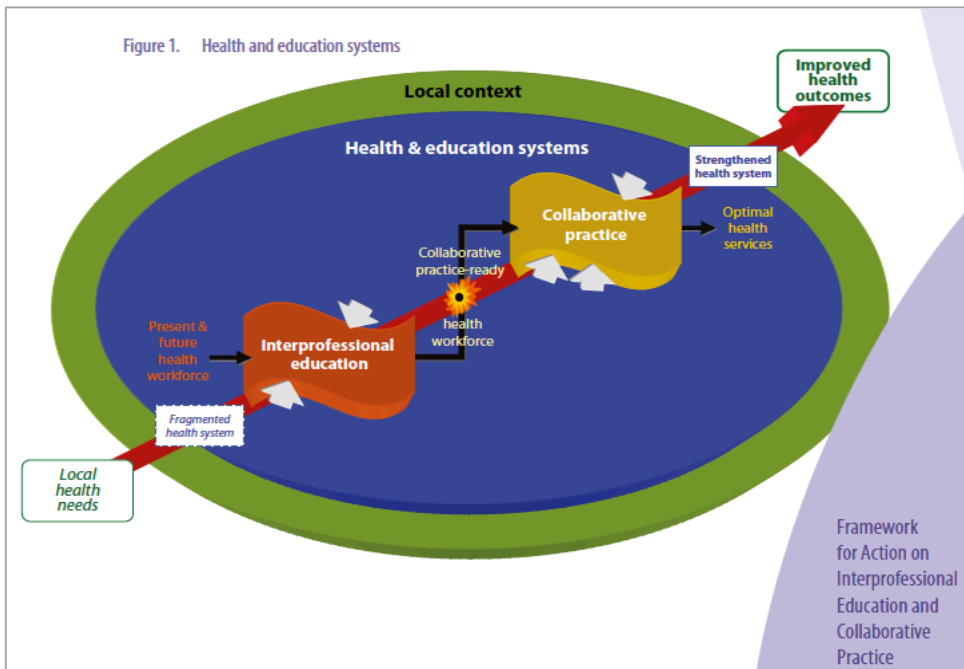 Figure 1. Health and education systems
Improved
health
outcomes
Local context
Health & education systems
Strengthened
health system
Collaborative
practice
Optimal
health
services
Collaborative
practice-ready
health
workforce
Present &
future
health
workforce
Interprofessional
education
Fragmented
health system
Local
health
needs
Framework
for Action on
Interprofessional
Education and
Collaborative
Practice